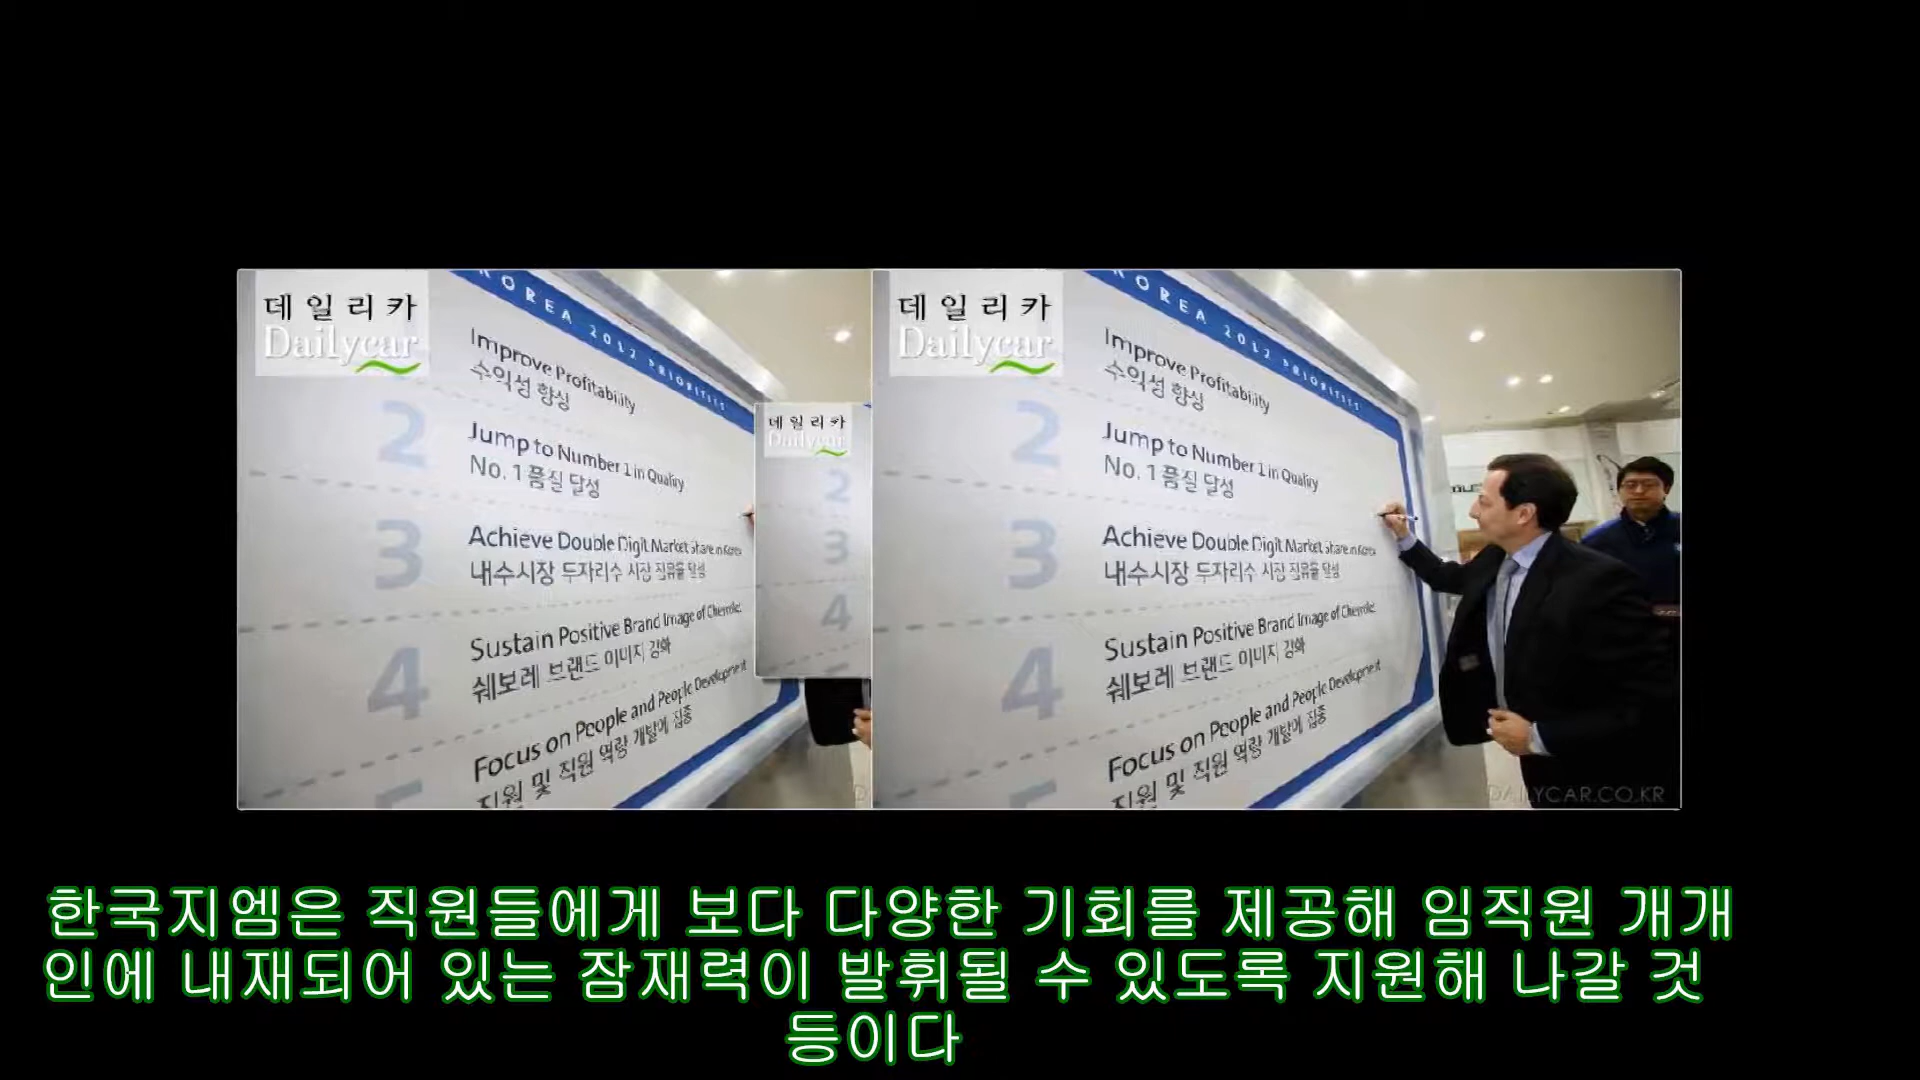 데일리카
Dailycar
KOREA 2012 PRIORITIES
Improve Profitability
수익성 향상
2
Jump to Number 1 in Quality
No. 1 품질 달성
3
Achieve Double Digit Market Share in Korea
내수시장 두자리수 시장 점유율 달성
4
Sustain Positive Brand Image of Chevrolet
쉐보레 브랜드 이미지 강화
5
Focus on People and People Development
직원 및 직원 역량 개발에 집중
데일리카
Dailycar
2
3
4
데일리카
Dailycar
KOREA 2012 PRIORITIES
Improve Profitability
수익성 향상
2
Jump to Number 1 in Quality
No. 1 품질 달성
3
Achieve Double Digit Market Share in Korea
내수시장 두자리수 시장 점유율 달성
4
Sustain Positive Brand Image of Chevrolet
쉐보레 브랜드 이미지 강화
5
Focus on People and People Development
직원 및 직원 역량 개발에 집중
DAILYCAR.CO.KR
한국지엠은 직원들에게 보다 다양한 기회를 제공해 임직원 개개
인에 내재되어 있는 잠재력이 발휘될 수 있도록 지원해 나갈 것
등이다